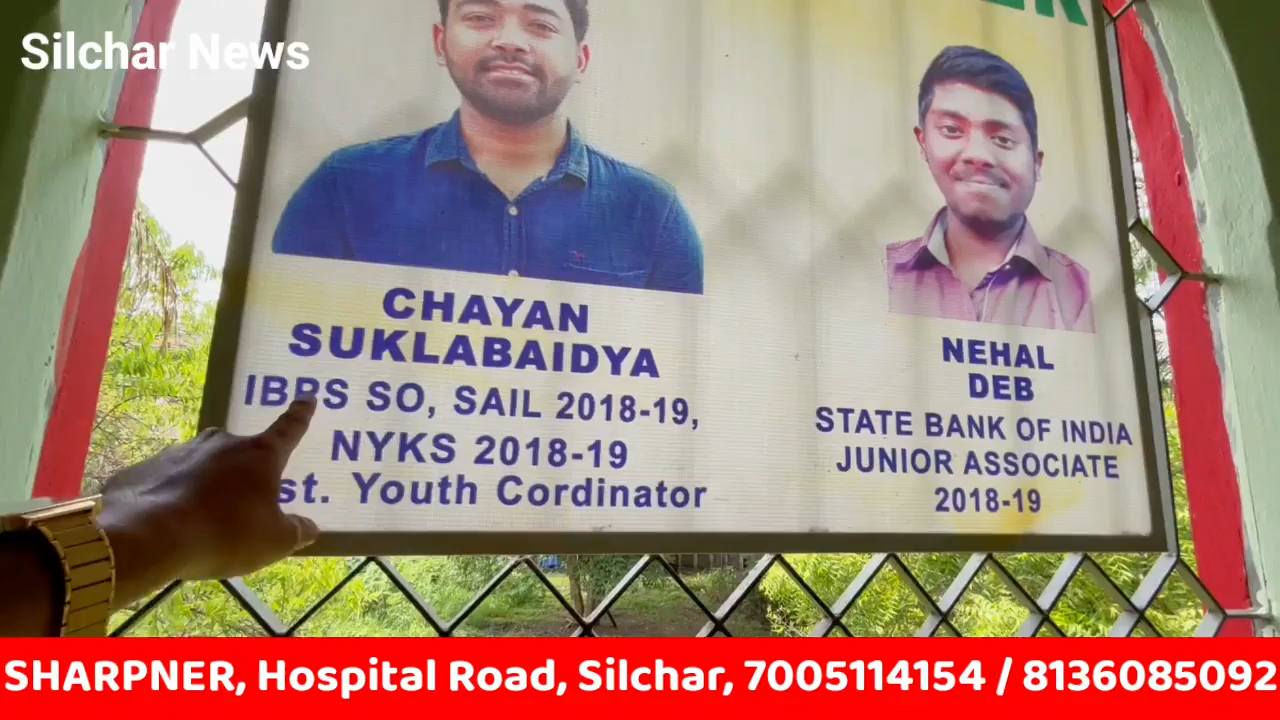 Silchar News
CHAYAN
SUKLABAIDYA
IBPS SO, SAIL 2018-19,
NYKS 2018-19
st. Youth Cordinator
NEHAL
DEB
STATE BANK OF INDIA
JUNIOR ASSOCIATE
2018-19
SHARPNER, Hospital Road, Silchar, 7005114154 / 8136085092